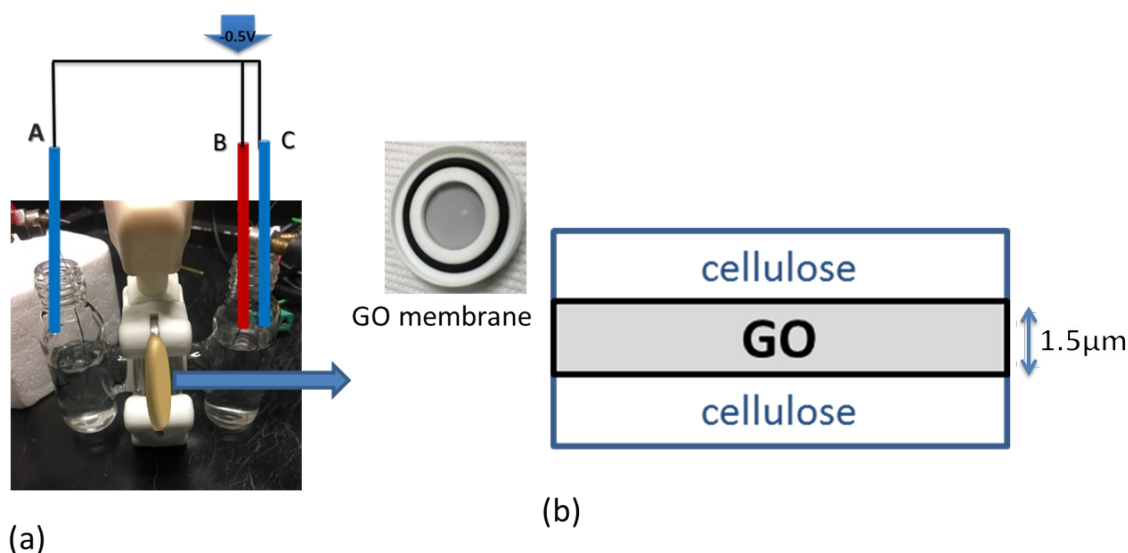 -0.5V
A
B
C
GO membrane
cellulose
GO
1.5μm
cellulose
(a)
(b)